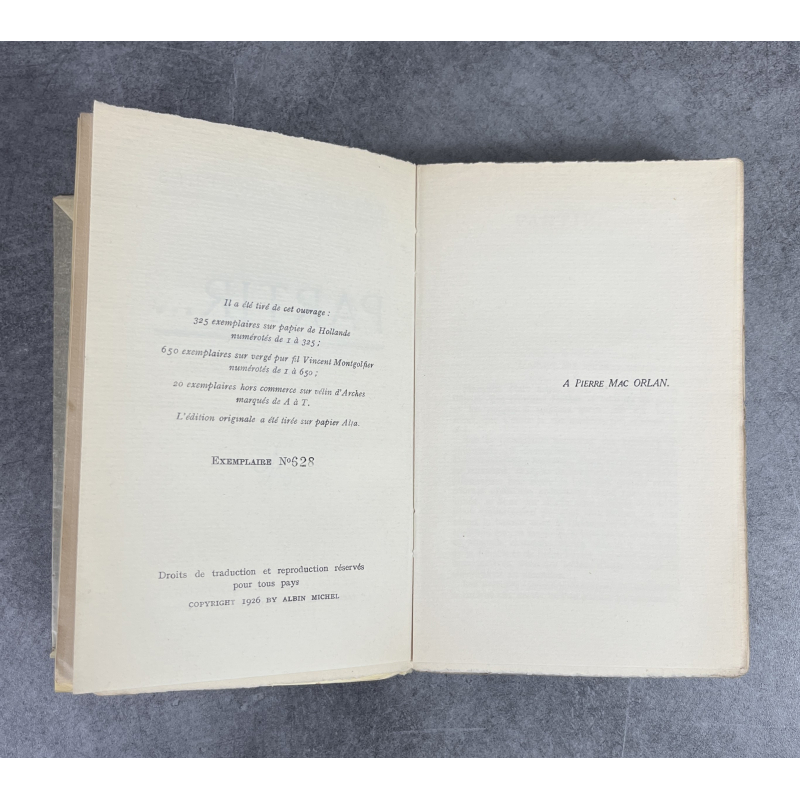 Il a été tiré de cet ouvrage :
325 exemplaires sur papier de Hollande
numérotés de 1 à 325 ;
650 exemplaires sur vergé pur fil Vincent Montgolfier
numérotés de 1 à 650 ;
20 exemplaires hors commerce sur vélin d'Arches
marqués de A à T.
L'édition originale a été tirée sur papier Alfa.
EXEMPLAIRE Nº 628
Droits de traduction et reproduction réservés
pour tous pays
COPYRIGHT 1926 BY ALBIN MICHEL
A PIERRE MAC ORLAN.